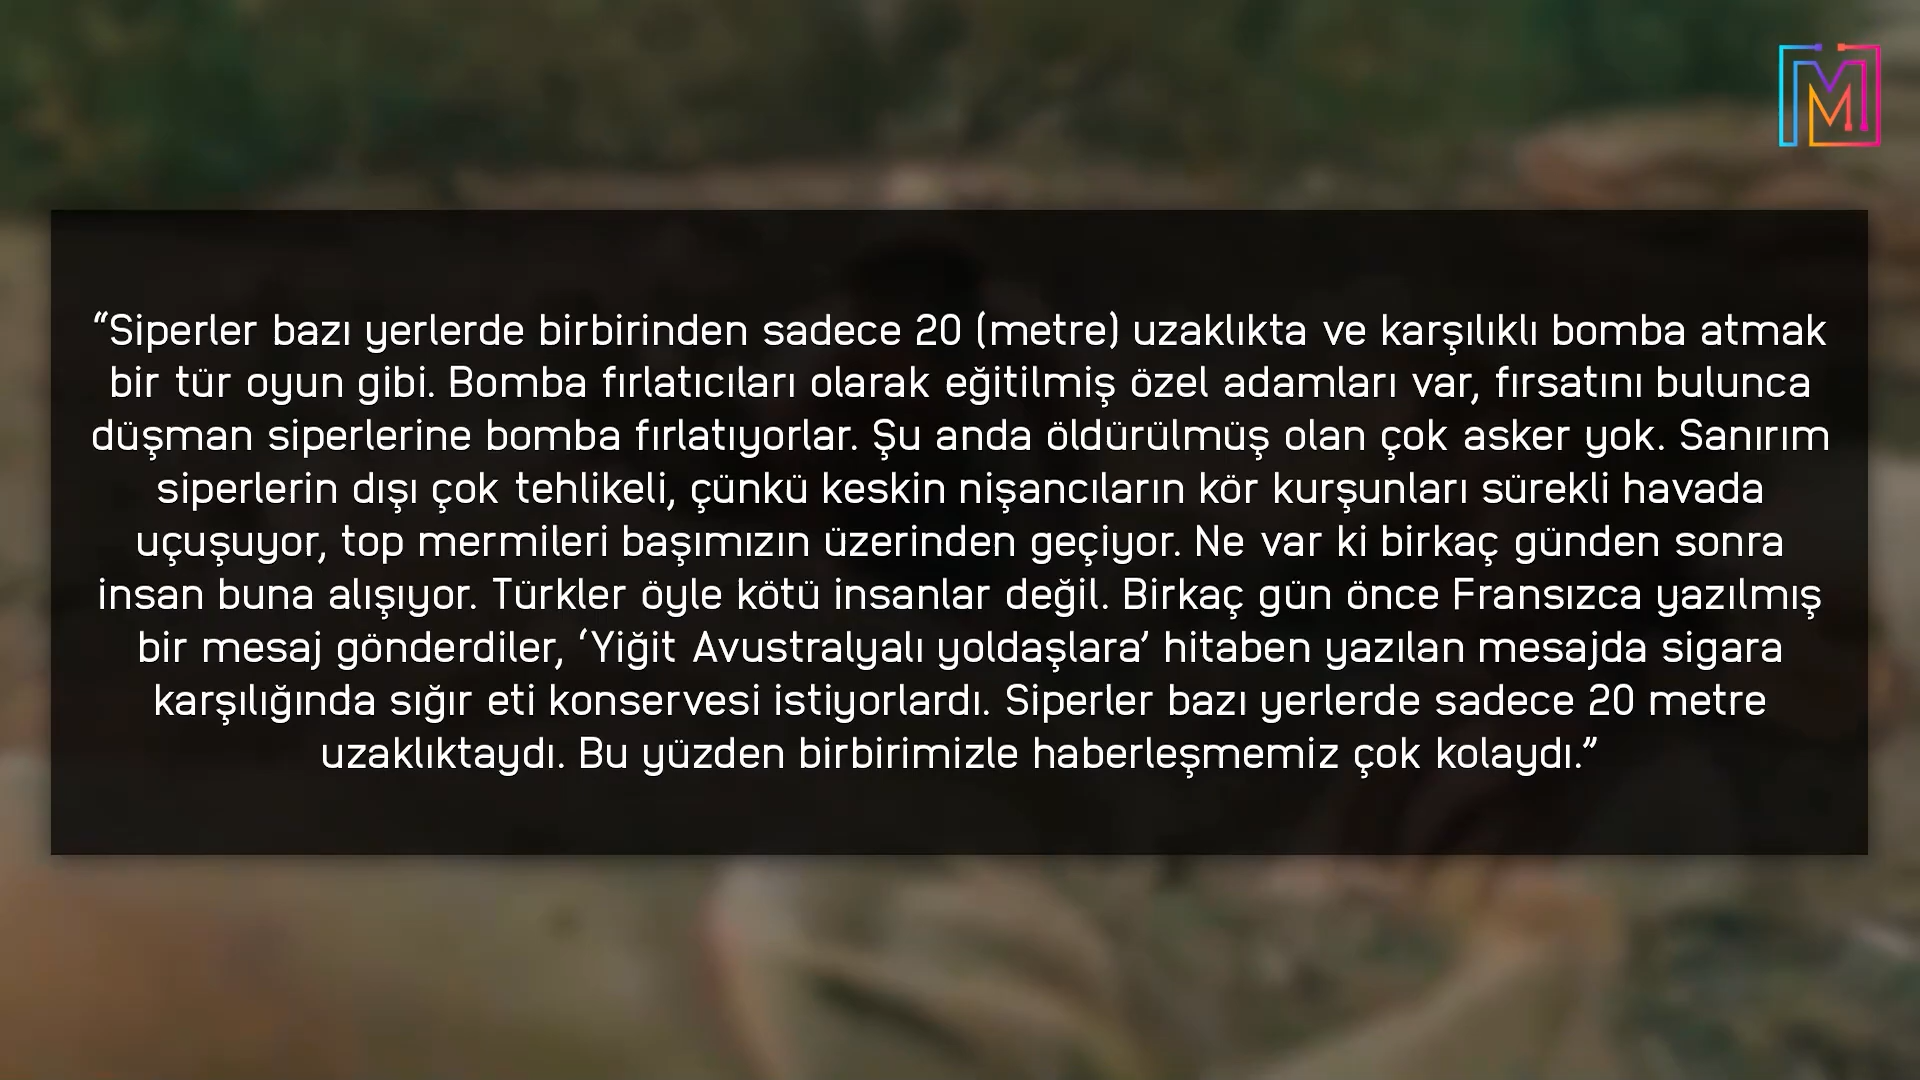 “Siperler bazı yerlerde birbirinden sadece 20 (metre) uzaklıkta ve karşılıklı bomba atmak
bir tür oyun gibi. Bomba fırlatıcıları olarak eğitilmiş özel adamları var, fırsatını bulunca
düşman siperlerine bomba fırlatıyorlar. Şu anda öldürülmüş olan çok asker yok. Sanırım
siperlerin dışı çok tehlikeli, çünkü keskin nişancıların kör kurşunları sürekli havada
uçuşuyor, top mermileri başımızın üzerinden geçiyor. Ne var ki birkaç günden sonra
insan buna alışıyor. Türkler öyle kötü insanlar değil. Birkaç gün önce Fransızca yazılmış
bir mesaj gönderdiler, ‘Yiğit Avustralyalı yoldaşlara’ hitaben yazılan mesajda sigara
karşılığında sığır eti konservesi istiyorlardı. Siperler bazı yerlerde sadece 20 metre
uzaklıktaydı. Bu yüzden birbirimizle haberleşmemiz çok kolaydı.”